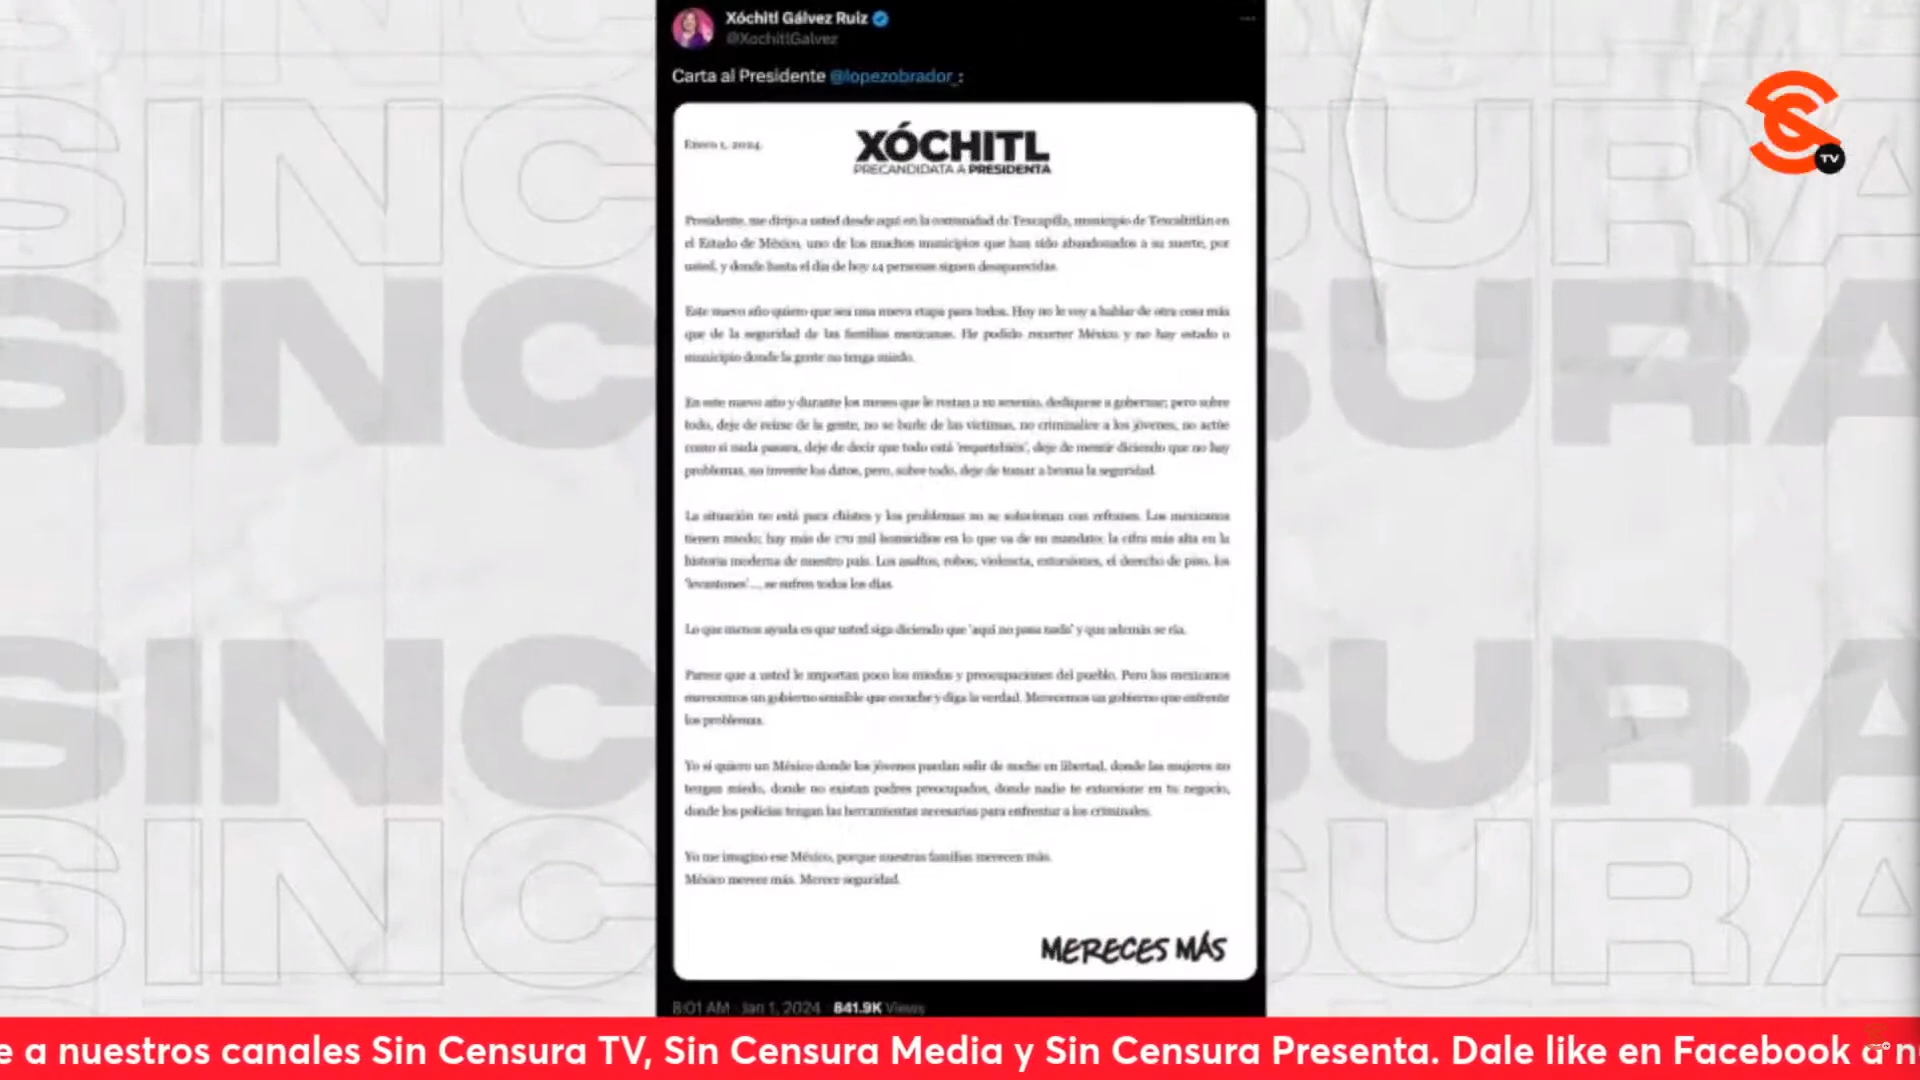 Xóchitl Gálvez Ruiz
@XochitlGalvez
Carta al Presidente @lopezobrador_:
Enero 1, 2024.
XÓCHITL
PRECANDIDATA A PRESIDENTA
Presidente, me dirijo a usted desde aquí en la comunidad de Texcapilla, municipio de Texcaltitlán en
el Estado de México, uno de los muchos municipios que han sido abandonados a su suerte, por
usted, y donde hasta el día de hoy 14 personas siguen desaparecidas.
Este nuevo año quiero que sea una nueva etapa para todos. Hoy no le voy a hablar de otra cosa más
que de la seguridad de las familias mexicanas. He podido recorrer México y no hay estado o
municipio donde la gente no tenga miedo.
En este nuevo año y durante los meses que le restan a su sexenio, dedíquese a gobernar; pero sobre
todo, deje de reírse de la gente, no se burle de las víctimas, no criminalice a los jóvenes, no actúe
como si nada pasara, deje de decir que todo está 'requetebién', deje de mentir diciendo que no hay
problemas, no invente los datos, pero, sobre todo, deje de tomar a broma la seguridad.
La situación no está para chistes y los problemas no se solucionan con refranes. Los mexicanos
tienen miedo; hay más de 170 mil homicidios en lo que va de su mandato: la cifra más alta en la
historia moderna de nuestro país. Los asaltos, robos, violencia, extorsiones, el derecho de piso, los
'levantones'..., se sufren todos los días.
Lo que menos ayuda es que usted siga diciendo que 'aquí no pasa nada' y que además se ría.
Parece que a usted le importan poco los miedos y preocupaciones del pueblo. Pero los mexicanos
merecemos un gobierno sensible que escuche y diga la verdad. Merecemos un gobierno que enfrente
los problemas.
Yo sí quiero un México donde los jóvenes puedan salir de noche en libertad, donde las mujeres no
tengan miedo, donde no existan padres preocupados, donde nadie te extorsione en tu negocio,
donde los policías tengan las herramientas necesarias para enfrentar a los criminales.
Yo me imagino ese México, porque nuestras familias merecen más.
México merece más. Merece seguridad.
MERECES MÁS
8:01 AM · Jan 1, 2024 841.9K Views
TV
SINC
SURA
SINC
SURA
SINC
SURA
SINC
SURA
e a nuestros canales Sin Censura TV, Sin Censura Media y Sin Censura Presenta. Dale like en Facebook a n